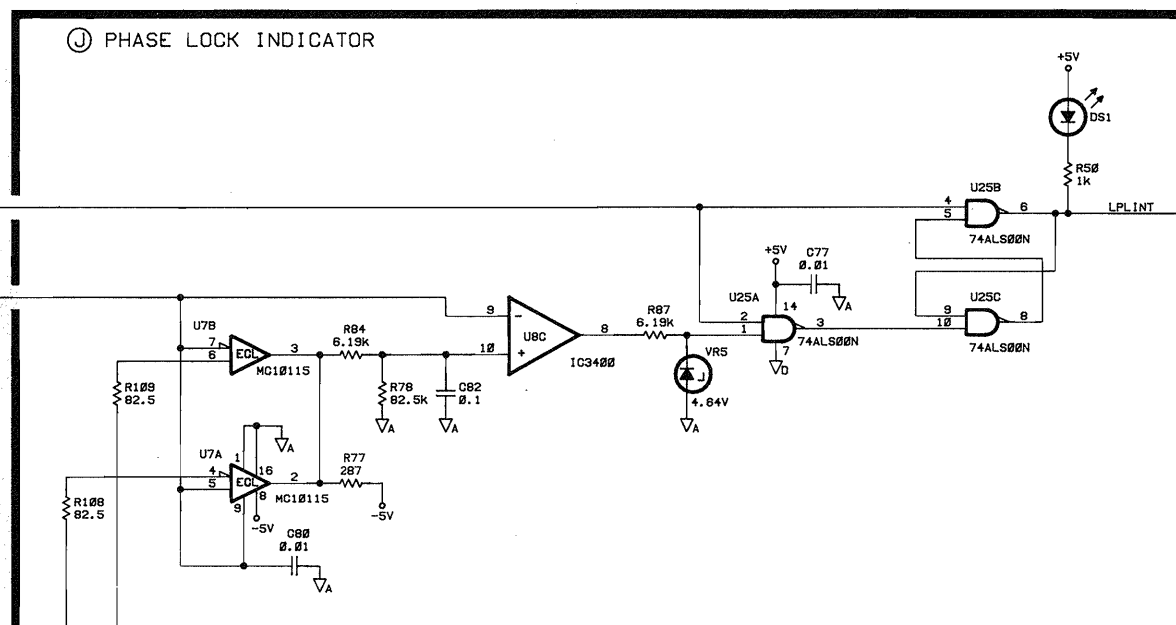 J PHASE LOCK INDICATOR
+5V
DS1
R50
1k
U25B
4
5
6
74ALS00N
LPLINT
+5V
C77
0.01
A
U25A
14
2
1
3
74ALS00N
7
D
U25C
9
10
8
74ALS00N
9
-
U8C
8
10
+
IC3400
R87
6.19k
VR5
4.64V
A
U7B
7
6
ECL
3
MC10115
R84
6.19k
R78
82.5k
A
C82
0.1
A
R109
82.5
U7A
1
16
A
4
5
ECL
2
MC10115
9
8
-5V
R77
287
-5V
R108
82.5
C80
0.01
A